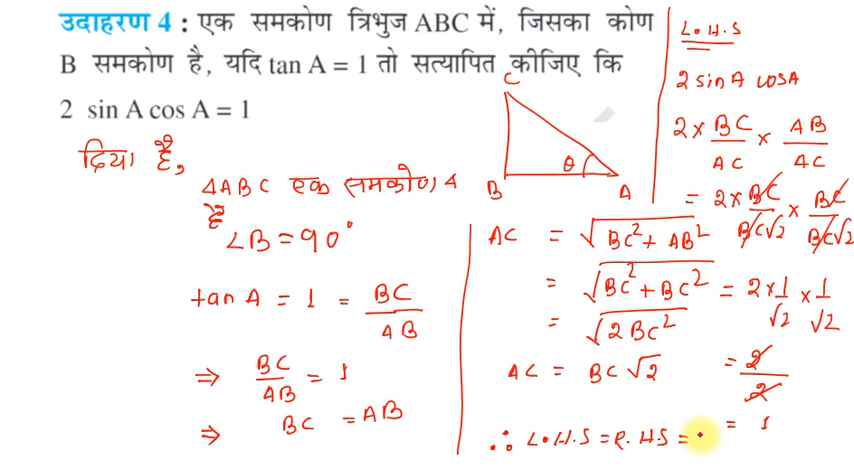 उदाहरण 4 : एक समकोण त्रिभुज ABC में, जिसका कोण
B समकोण है, यदि tan A = 1 तो सत्यापित कीजिए कि
2 sin A cos A = 1
दिया है,
ΔABC एक समकोण Δ
है
∠B = 90°
tan A = 1 = BC/AB
⇒ BC/AB = 1
⇒ BC = AB
C
B
θ
A
AC = √(BC² + AB²)
= √(BC² + BC²)
= √(2BC²)
AC = BC√2
∴ L.H.S = R.H.S =
L.H.S
2 sin A cos A
2 × BC/AC × AB/AC
= 2 × BC/BC√2 × BC/BC√2
= 2 × 1/√2 × 1/√2
= 2/2
= 1